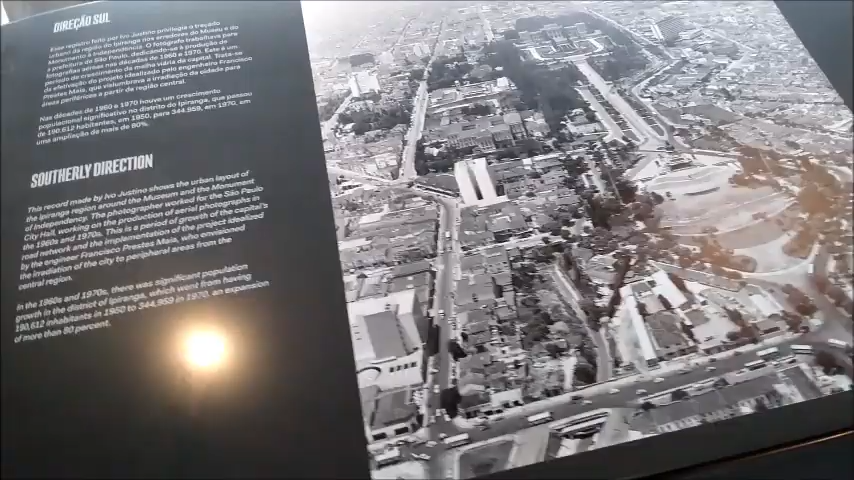 DIREÇÃO SUL
Esse registro feito por Ivo Justino privilegia o traçado
urbano da região do Ipiranga nos arredores do Museu e do
Monumento à Independência. O fotógrafo trabalhava para
a prefeitura de São Paulo, dedicando-se à produção de
fotografias aéreas nas décadas de 1960 e 1970. Este é um
período de crescimento da malha viária da capital e
da efetivação do projeto idealizado pelo engenheiro Francisco
Prestes Maia, que vislumbrava a irradiação da cidade para
áreas periféricas a partir da região central.
Nas décadas de 1960 e 1970 houve um crescimento
populacional significativo no distrito do Ipiranga, que passou
de 190.612 habitantes, em 1950, para 344.959, em 1970, em
uma ampliação de mais de 80%.
SOUTHERLY DIRECTION
This record made by Ivo Justino shows the urban layout of
the Ipiranga region around the Museum and the Monument
of Independency. The photographer worked for the São Paulo
City Hall, working on the production of aerial photographs in
the 1960s and 1970s. This is a period of growth of the capital's
road network and the implementation of the project idealized
by the engineer Francisco Prestes Maia, who envisioned
the irradiation of the city to peripheral areas from the
central region.
In the 1960s and 1970s, there was significant population
growth in the district of Ipiranga, which went from having
190,612 inhabitants in 1950 to 344,959 in 1970, an expansion
of more than 80 percent.